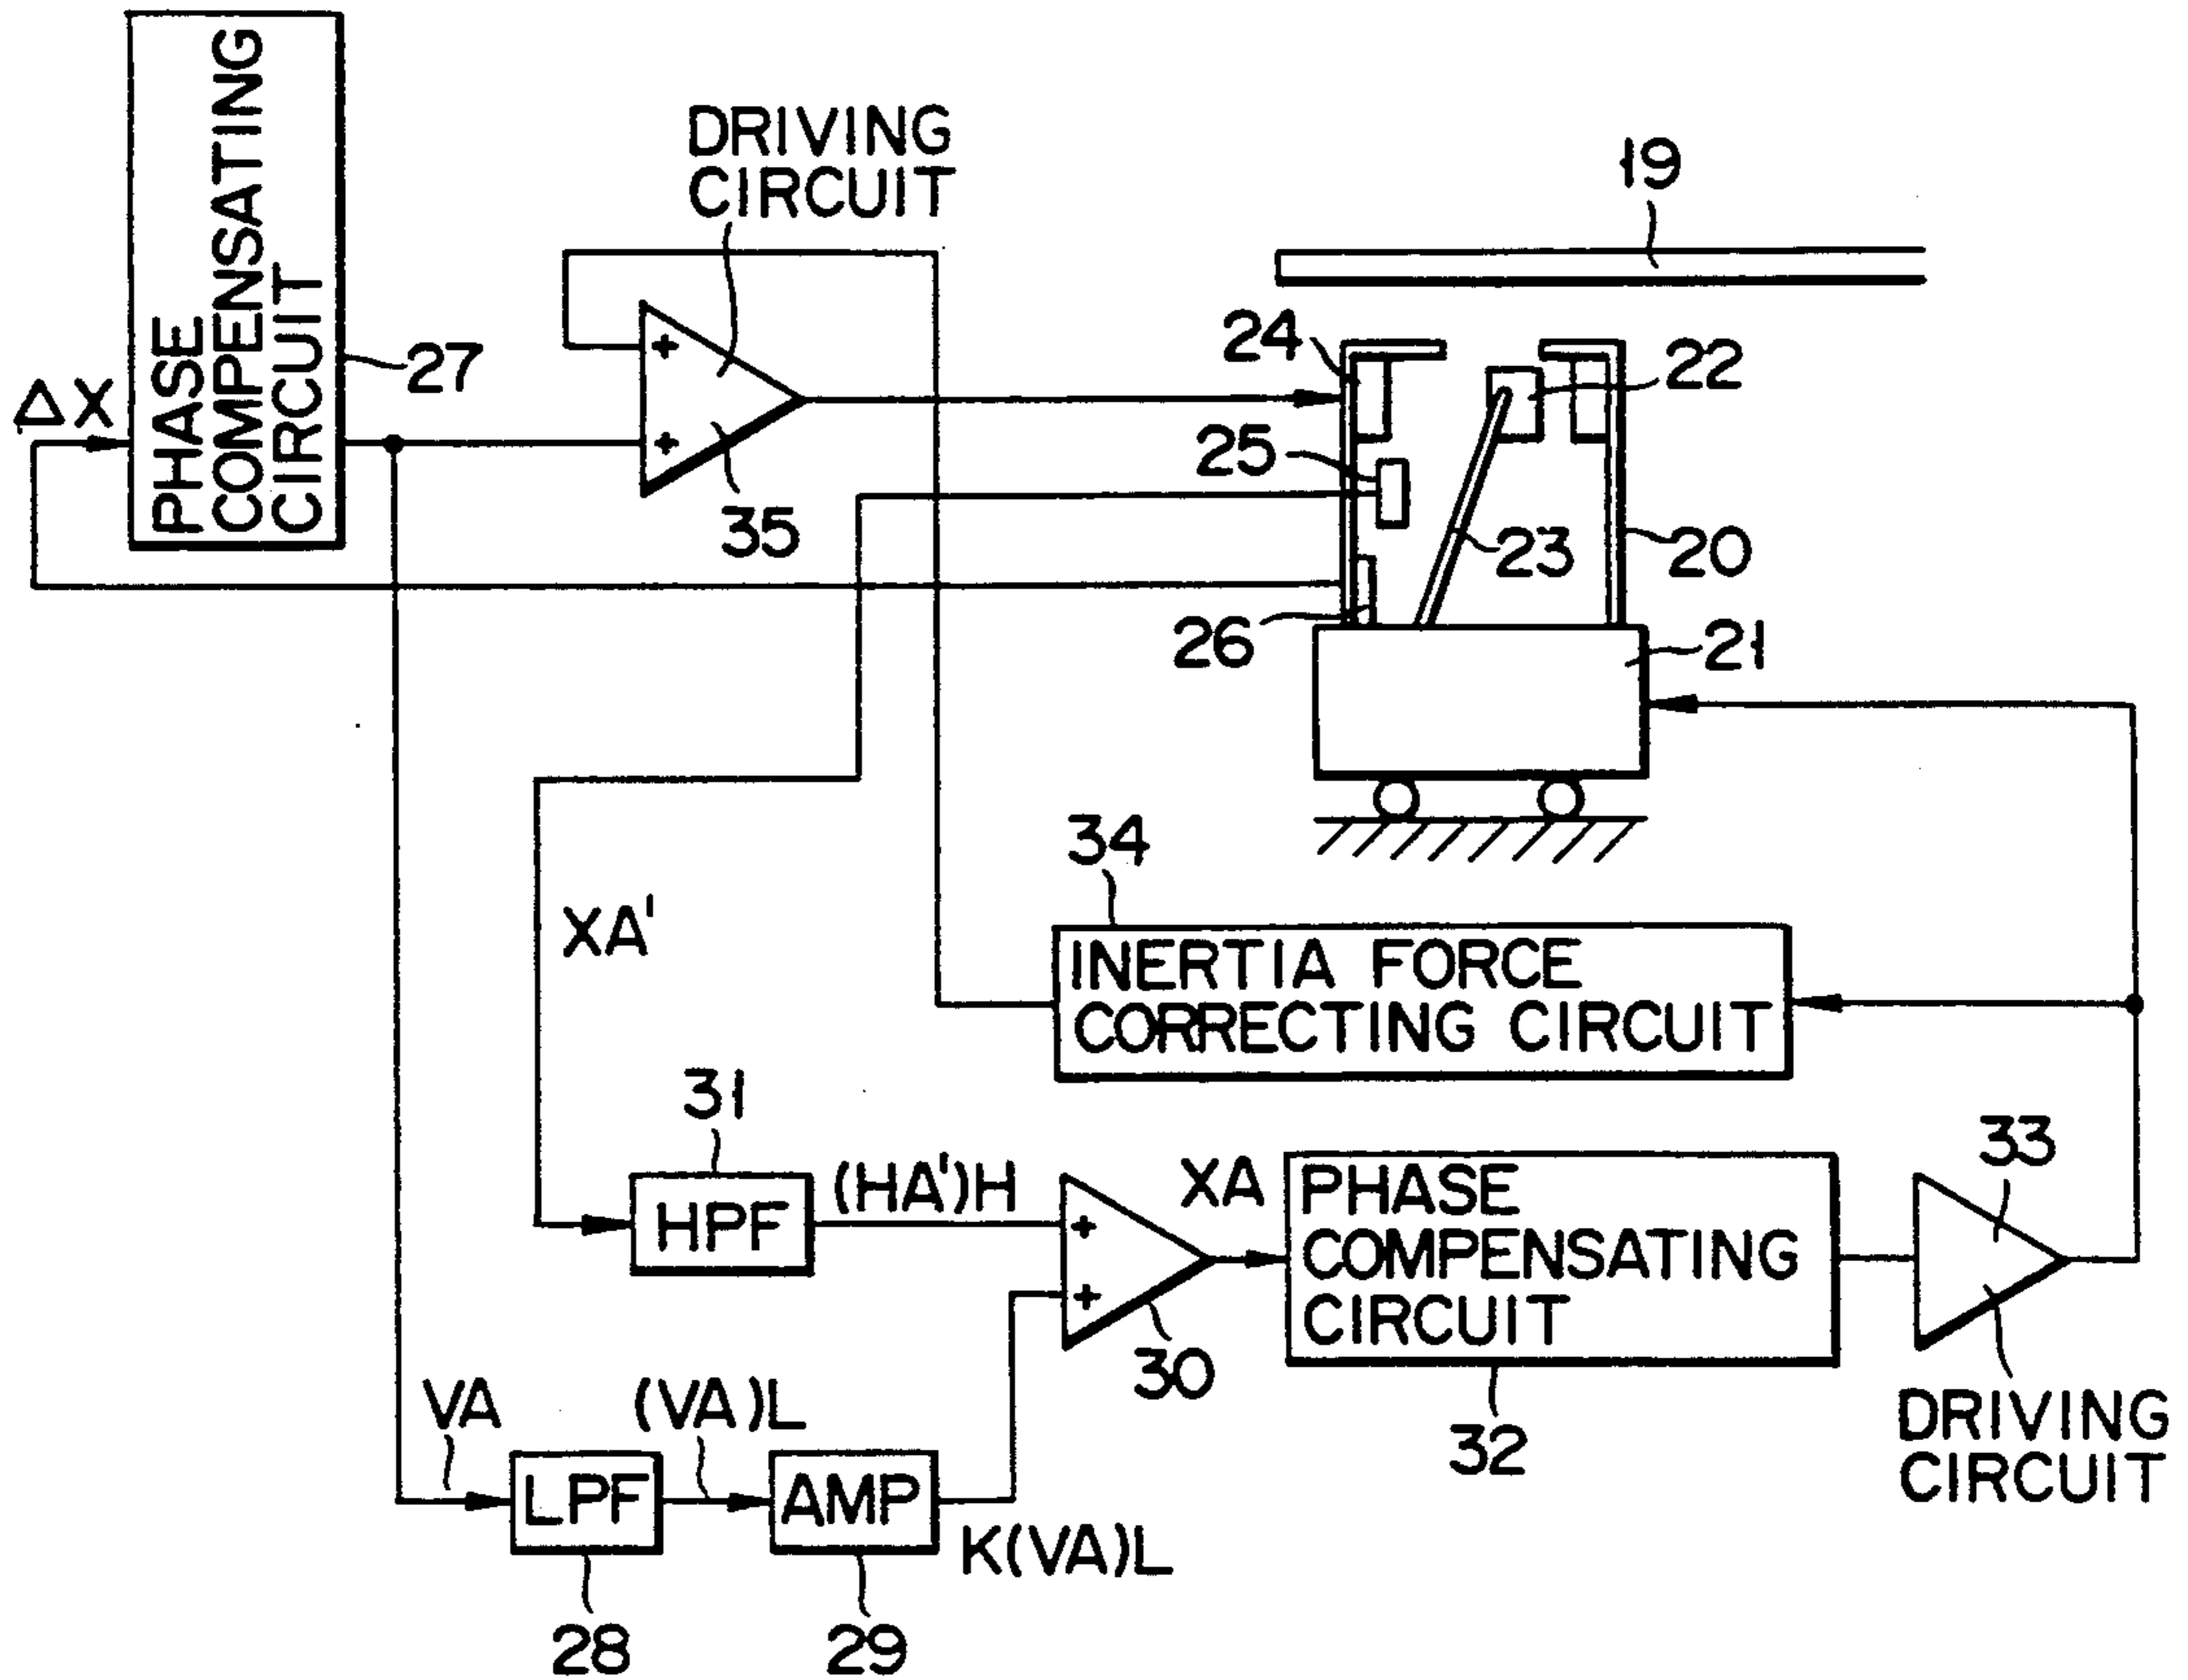 PHASE
COMPENSATING
CIRCUIT
27
ΔX
DRIVING
CIRCUIT
+
+
35
19
24
22
25
23
20
26
21
34
INERTIA FORCE
CORRECTING CIRCUIT
XA'
31
HPF
(HA')H
+
+
30
XA
PHASE
COMPENSATING
CIRCUIT
32
33
DRIVING
CIRCUIT
VA
LPF
28
(VA)L
AMP
29
K(VA)L